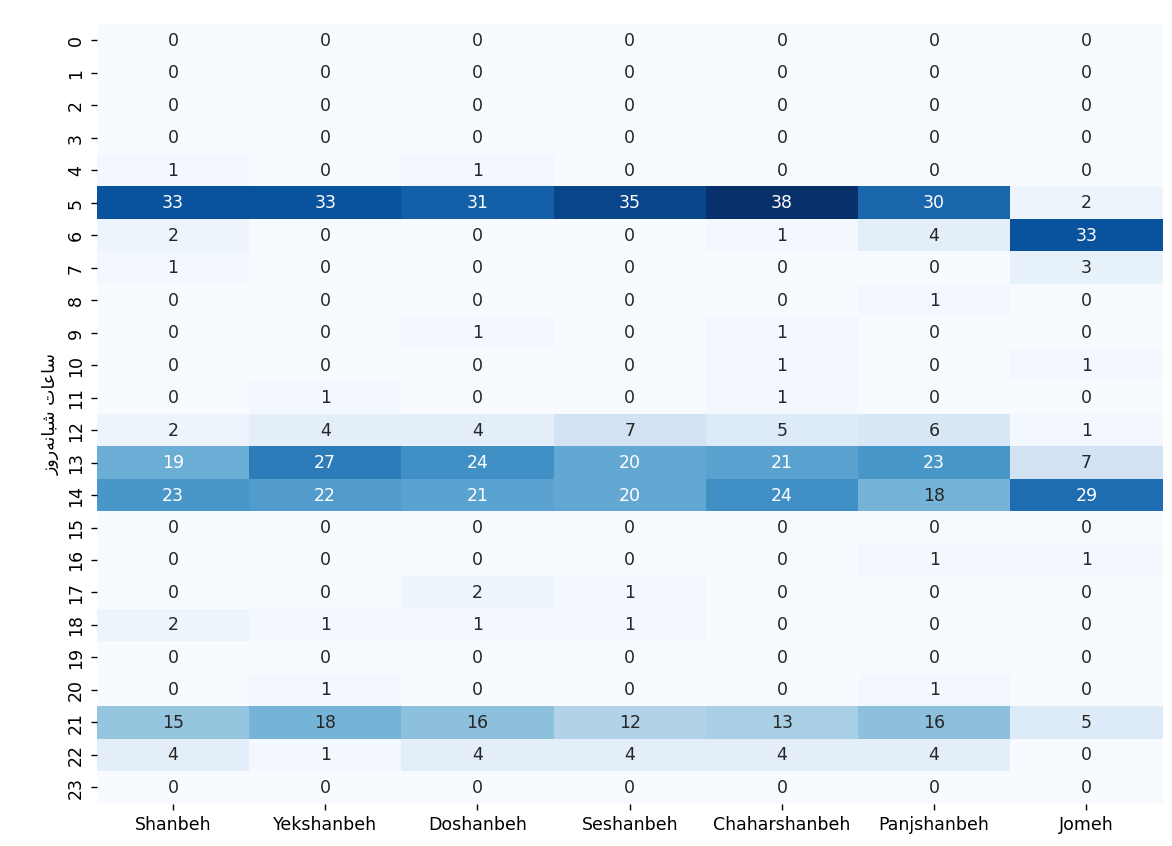 0 0 0 0 0 0 0 0
1 0 0 0 0 0 0 0
2 0 0 0 0 0 0 0
3 0 0 0 0 0 0 0
4 1 0 1 0 0 0 0
5 33 33 31 35 38 30 2
6 2 0 0 0 1 4 33
7 1 0 0 0 0 0 3
8 0 0 0 0 0 1 0
9 0 0 1 0 1 0 0
10 0 0 0 0 1 0 1
11 0 1 0 0 1 0 0
12 2 4 4 7 5 6 1
13 19 27 24 20 21 23 7
14 23 22 21 20 24 18 29
15 0 0 0 0 0 0 0
16 0 0 0 0 0 1 1
17 0 0 2 1 0 0 0
18 2 1 1 1 0 0 0
19 0 0 0 0 0 0 0
20 0 1 0 0 0 1 0
21 15 18 16 12 13 16 5
22 4 1 4 4 4 4 0
23 0 0 0 0 0 0 0
Shanbeh Yekshanbeh Doshanbeh Seshanbeh Chaharshanbeh Panjshanbeh Jomeh
ساعات شبانه‌روز